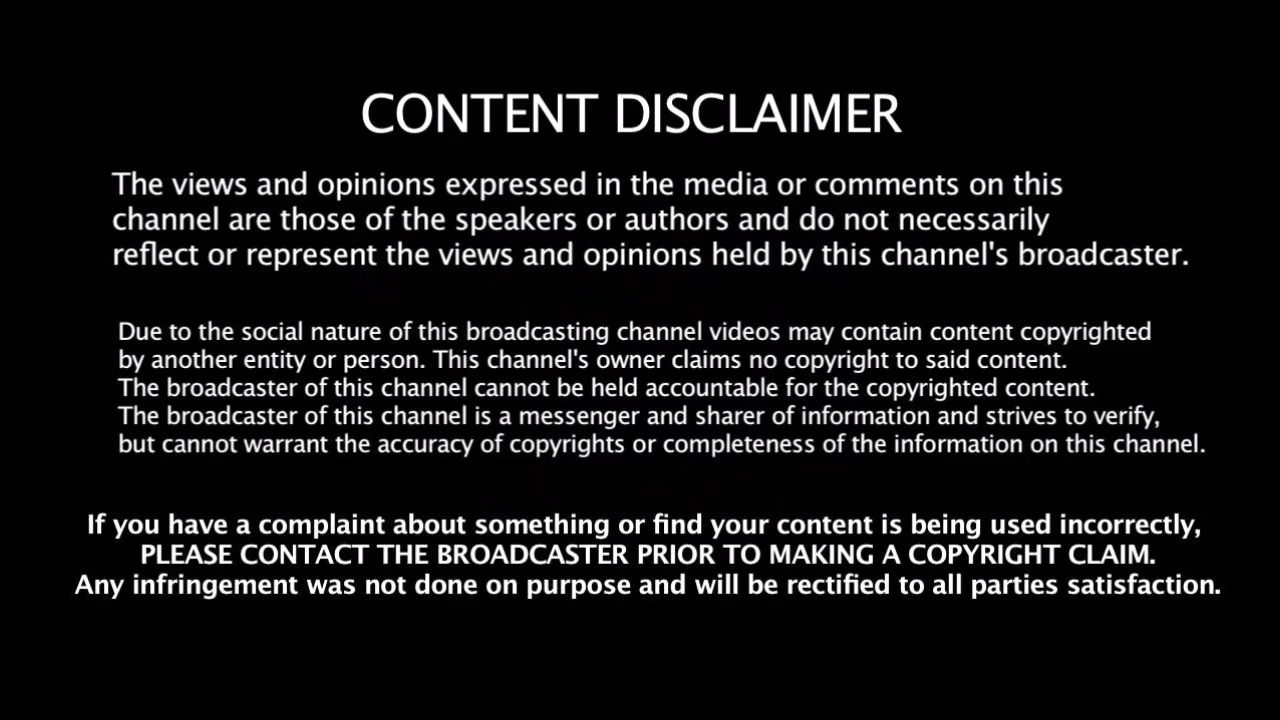 CONTENT DISCLAIMER
The views and opinions expressed in the media or comments on this
channel are those of the speakers or authors and do not necessarily
reflect or represent the views and opinions held by this channel's broadcaster.
Due to the social nature of this broadcasting channel videos may contain content copyrighted
by another entity or person. This channel's owner claims no copyright to said content.
The broadcaster of this channel cannot be held accountable for the copyrighted content.
The broadcaster of this channel is a messenger and sharer of information and strives to verify,
but cannot warrant the accuracy of copyrights or completeness of the information on this channel.
If you have a complaint about something or find your content is being used incorrectly,
PLEASE CONTACT THE BROADCASTER PRIOR TO MAKING A COPYRIGHT CLAIM.
Any infringement was not done on purpose and will be rectified to all parties satisfaction.